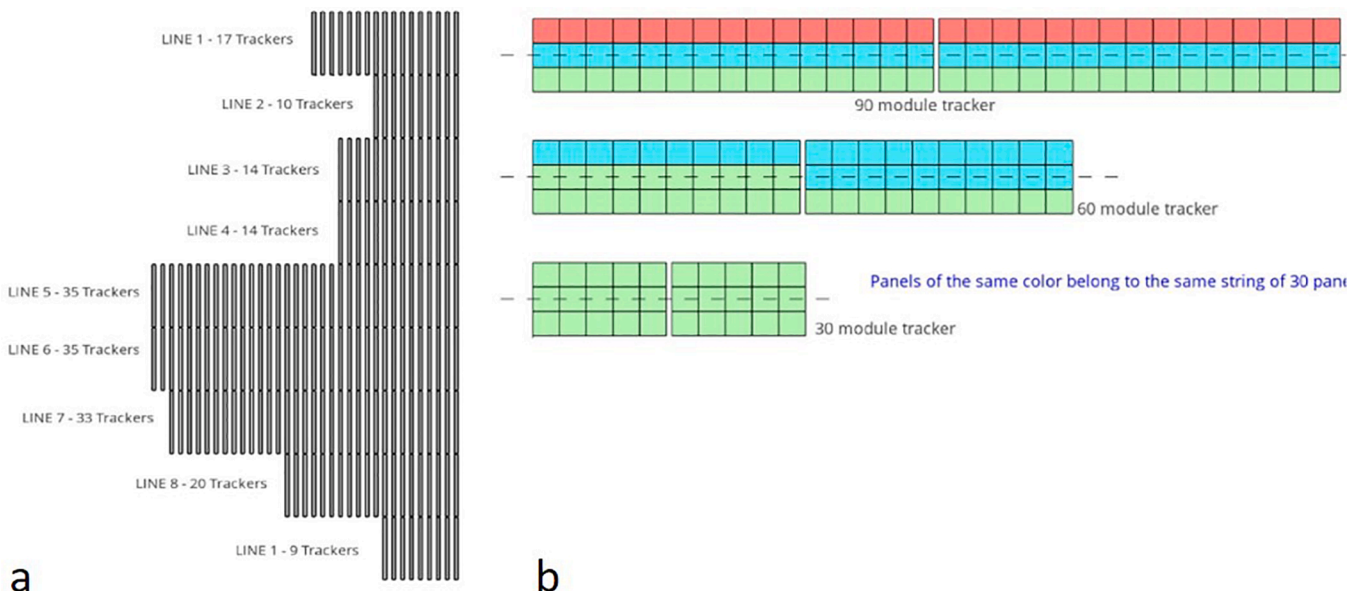 LINE 1 - 17 Trackers
LINE 2 - 10 Trackers
LINE 3 - 14 Trackers
LINE 4 - 14 Trackers
LINE 5 - 35 Trackers
LINE 6 - 35 Trackers
LINE 7 - 33 Trackers
LINE 8 - 20 Trackers
LINE 1 - 9 Trackers
a
90 module tracker
60 module tracker
Panels of the same color belong to the same string of 30 pane
30 module tracker
b